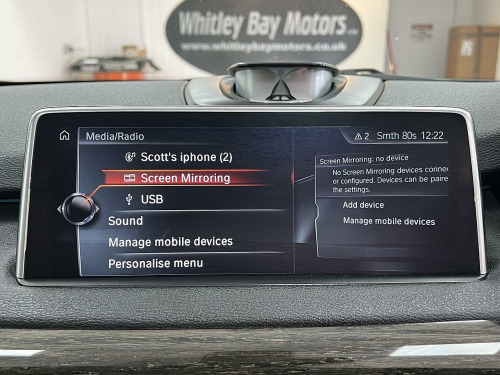 Whitley Bay Motors
www.whitleybaymotors.co.uk
Media/Radio
2 Smth 80s 12:22
Scott's iphone (2)
Screen Mirroring
USB
Sound
Manage mobile devices
Personalise menu
Screen Mirroring: no device
No Screen Mirroring devices connec
or configured. Devices can be paire
the settings.
Add device
Manage mobile devices